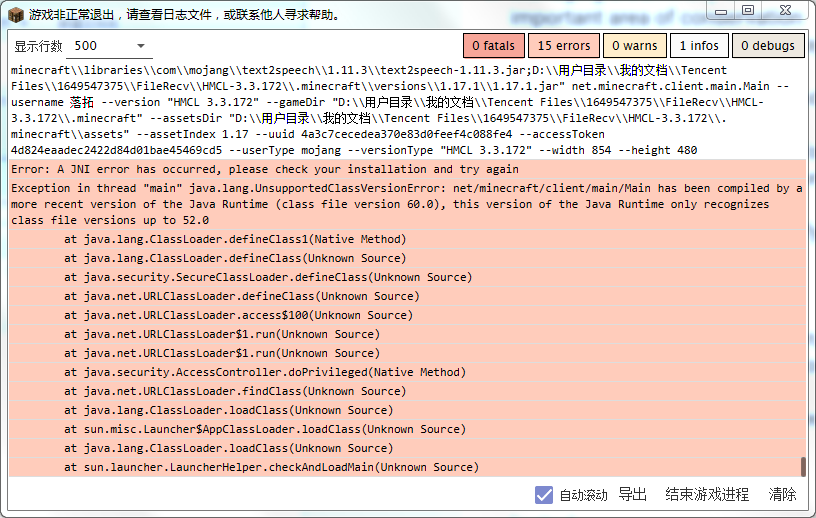 游戏非正常退出，请查看日志文件，或联系他人寻求帮助。
important area of conservation
显示行数 500 0 fatals 15 errors 0 warns 1 infos 0 debugs
minecraft\\libraries\\com\\mojang\\text2speech\\1.11.3\\text2speech-1.11.3.jar;D:\\用户目录\\我的文档\\Tencent
Files\\1649547375\\FileRecv\\HMCL-3.3.172\\.minecraft\\versions\\1.17.1\\1.17.1.jar" net.minecraft.client.main.Main --
username 落拓 --version "HMCL 3.3.172" --gameDir "D:\\用户目录\\我的文档\\Tencent Files\\1649547375\\FileRecv\\HMCL-
3.3.172\\.minecraft" --assetsDir "D:\\用户目录\\我的文档\\Tencent Files\\1649547375\\FileRecv\\HMCL-3.3.172\\.
minecraft\\assets" --assetIndex 1.17 --uuid 4a3c7cecedea370e83d0feef4c088fe4 --accessToken
4d824eaadec2422d84d01bae45469cd5 --userType mojang --versionType "HMCL 3.3.172" --width 854 --height 480
Error: A JNI error has occurred, please check your installation and try again
Exception in thread "main" java.lang.UnsupportedClassVersionError: net/minecraft/client/main/Main has been compiled by a
more recent version of the Java Runtime (class file version 60.0), this version of the Java Runtime only recognizes
class file versions up to 52.0
at java.lang.ClassLoader.defineClass1(Native Method)
at java.lang.ClassLoader.defineClass(Unknown Source)
at java.security.SecureClassLoader.defineClass(Unknown Source)
at java.net.URLClassLoader.defineClass(Unknown Source)
at java.net.URLClassLoader.access$100(Unknown Source)
at java.net.URLClassLoader$1.run(Unknown Source)
at java.net.URLClassLoader$1.run(Unknown Source)
at java.security.AccessController.doPrivileged(Native Method)
at java.net.URLClassLoader.findClass(Unknown Source)
at java.lang.ClassLoader.loadClass(Unknown Source)
at sun.misc.Launcher$AppClassLoader.loadClass(Unknown Source)
at java.lang.ClassLoader.loadClass(Unknown Source)
at sun.launcher.LauncherHelper.checkAndLoadMain(Unknown Source)
自动滚动 导出 结束游戏进程 清除